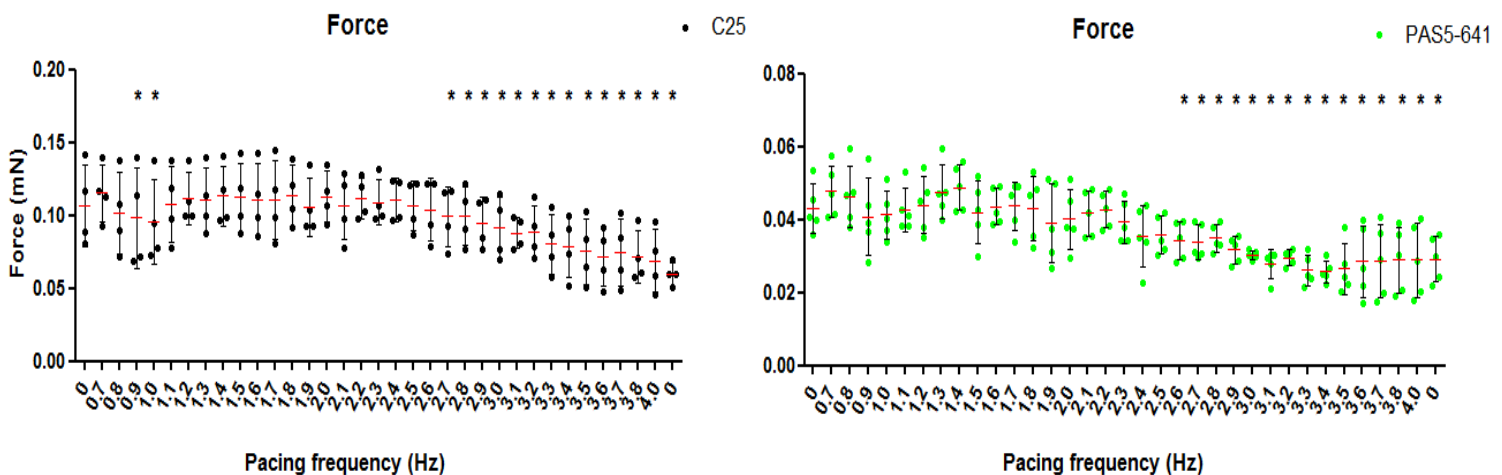 Force
C25
0.20
0.15
0.10
0.05
0.00
Force (mN)
* * * * * * * * * * * * * * * *
0 0.7 0.8 0.9 1.0 1.1 1.2 1.3 1.4 1.5 1.6 1.7 1.8 1.9 2.0 2.1 2.2 2.3 2.4 2.5 2.6 2.7 2.8 2.9 3.0 3.1 3.2 3.3 3.4 3.5 3.6 3.7 3.8 4.0 0
Pacing frequency (Hz)
Force
PAS5-641
0.08
0.06
0.04
0.02
0.00
* * * * * * * * * * * * * * *
0 0.7 0.8 0.9 1.0 1.1 1.2 1.3 1.4 1.5 1.6 1.7 1.8 1.9 2.0 2.1 2.2 2.3 2.4 2.5 2.6 2.7 2.8 2.9 3.0 3.1 3.2 3.3 3.4 3.5 3.6 3.7 3.8 4.0 0
Pacing frequency (Hz)